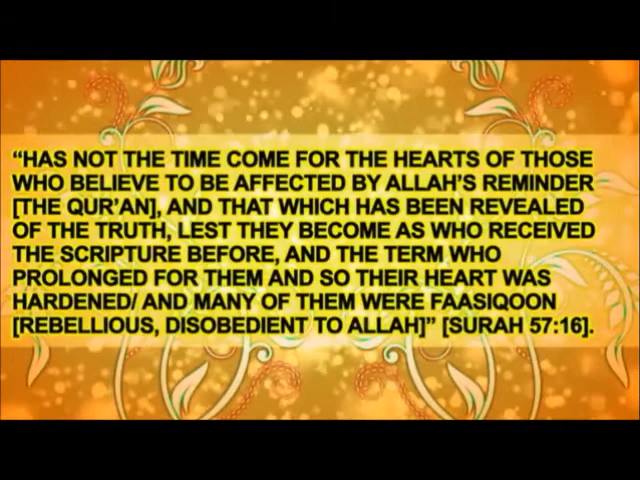 “HAS NOT THE TIME COME FOR THE HEARTS OF THOSE
WHO BELIEVE TO BE AFFECTED BY ALLAH’S REMINDER
[THE QUR’AN], AND THAT WHICH HAS BEEN REVEALED
OF THE TRUTH, LEST THEY BECOME AS WHO RECEIVED
THE SCRIPTURE BEFORE, AND THE TERM WHO
PROLONGED FOR THEM AND SO THEIR HEART WAS
HARDENED/ AND MANY OF THEM WERE FAASIQOON
[REBELLIOUS, DISOBEDIENT TO ALLAH]” [SURAH 57:16].